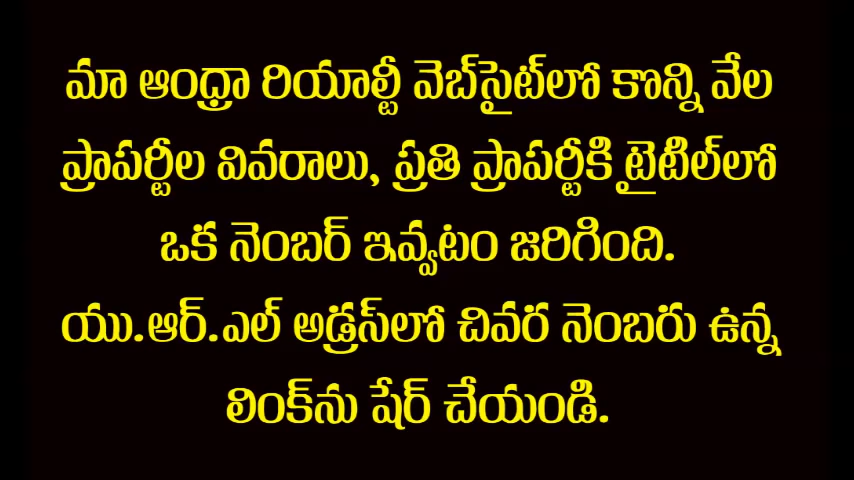 మా ఆంధ్రా రియాల్టీ వెబ్‌సైట్‌లో కొన్ని వేల
ప్రాపర్టీల వివరాలు, ప్రతి ప్రాపర్టీకి టైటిల్‌లో
ఒక నెంబర్ ఇవ్వటం జరిగింది.
యు.ఆర్.ఎల్ అడ్రస్‌లో చివర నెంబరు ఉన్న
లింక్‌ను షేర్ చేయండి.